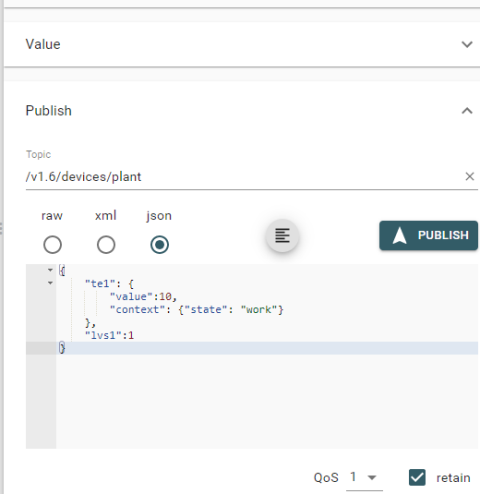 Value
Publish
Topic
/v1.6/devices/plant
raw xml json
PUBLISH
{
"te1": {
"value":10,
"context": {"state": "work"}
},
"lvs1":1
}
QoS 1 retain